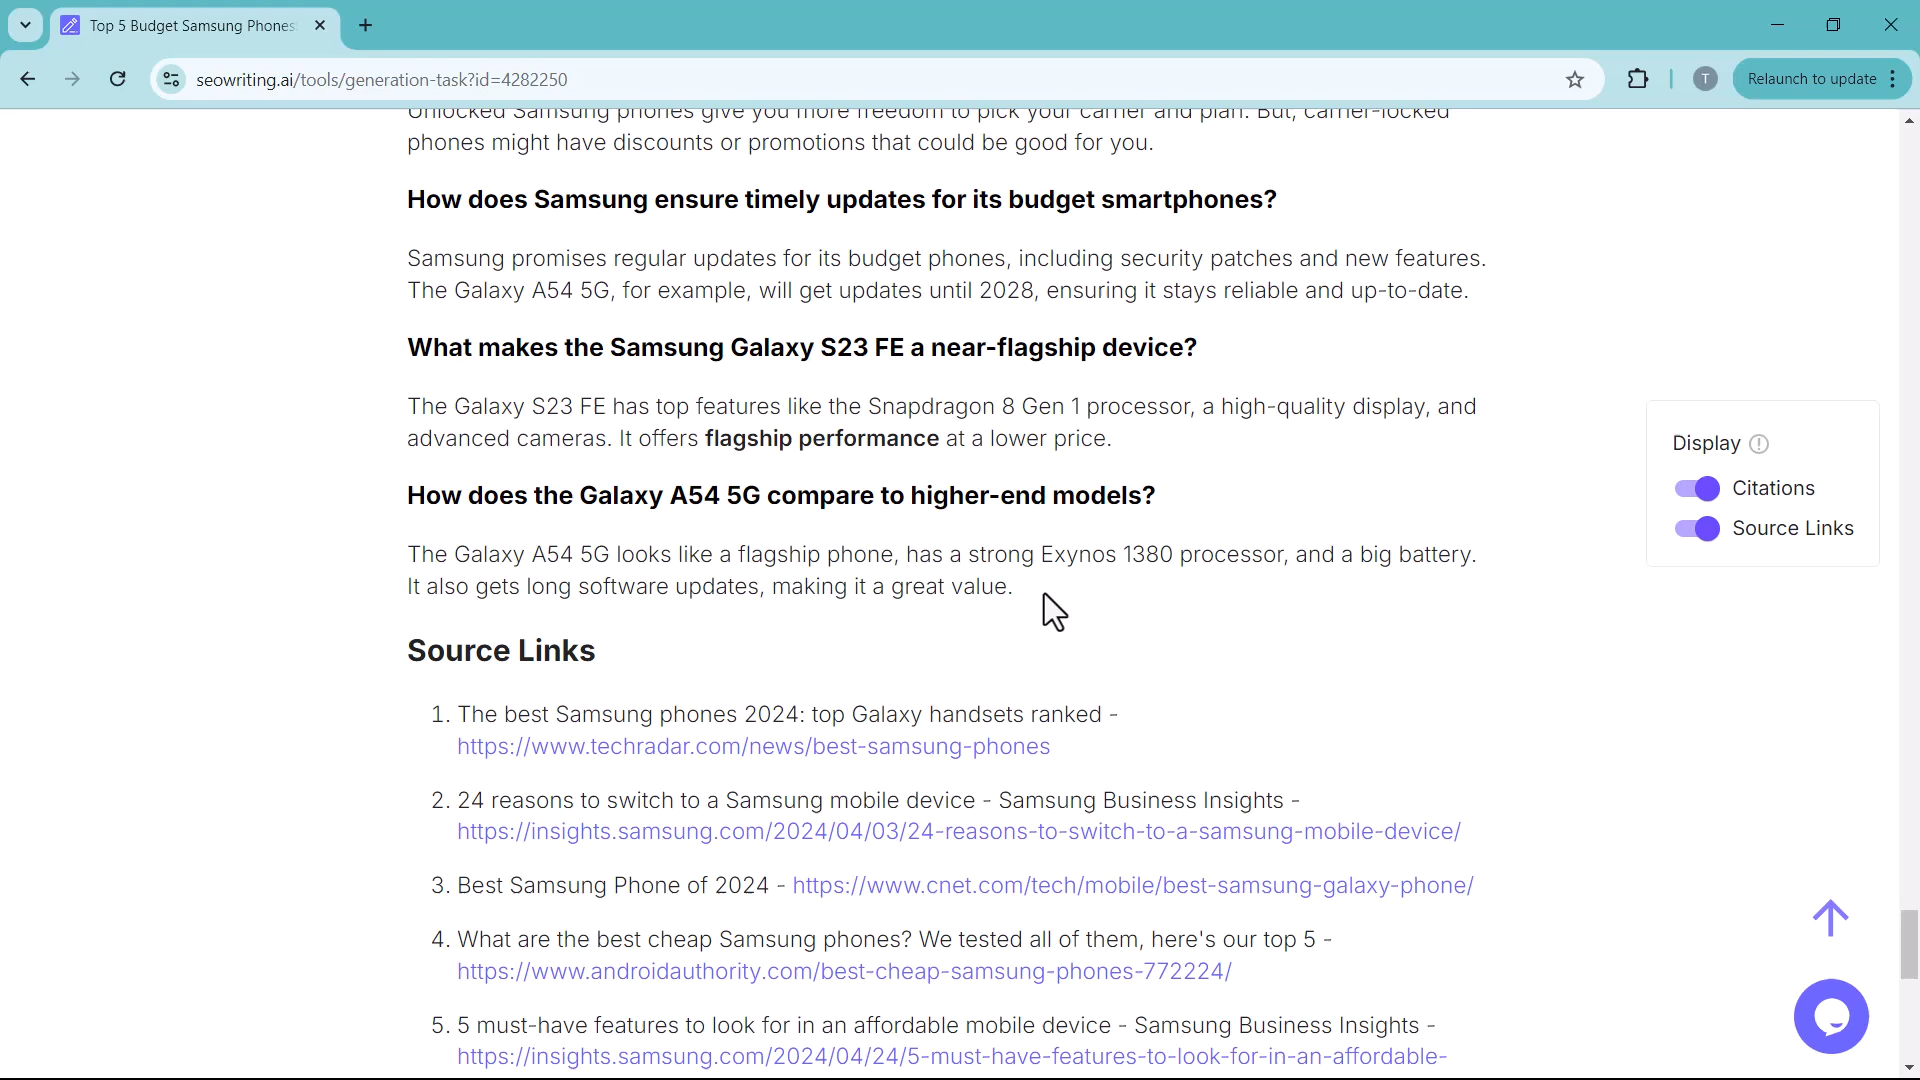 Top 5 Budget Samsung Phones
seowriting.ai/tools/generation-task?id=4282250
T
Relaunch to update
Unlocked Samsung phones give you more freedom to pick your carrier and plan. But, carrier-locked
phones might have discounts or promotions that could be good for you.
How does Samsung ensure timely updates for its budget smartphones?
Samsung promises regular updates for its budget phones, including security patches and new features.
The Galaxy A54 5G, for example, will get updates until 2028, ensuring it stays reliable and up-to-date.
What makes the Samsung Galaxy S23 FE a near-flagship device?
The Galaxy S23 FE has top features like the Snapdragon 8 Gen 1 processor, a high-quality display, and
advanced cameras. It offers flagship performance at a lower price.
How does the Galaxy A54 5G compare to higher-end models?
The Galaxy A54 5G looks like a flagship phone, has a strong Exynos 1380 processor, and a big battery.
It also gets long software updates, making it a great value.
Display
Citations
Source Links
Source Links
1. The best Samsung phones 2024: top Galaxy handsets ranked -
https://www.techradar.com/news/best-samsung-phones
2. 24 reasons to switch to a Samsung mobile device - Samsung Business Insights -
https://insights.samsung.com/2024/04/03/24-reasons-to-switch-to-a-samsung-mobile-device/
3. Best Samsung Phone of 2024 - https://www.cnet.com/tech/mobile/best-samsung-galaxy-phone/
4. What are the best cheap Samsung phones? We tested all of them, here's our top 5 -
https://www.androidauthority.com/best-cheap-samsung-phones-772224/
5. 5 must-have features to look for in an affordable mobile device - Samsung Business Insights -
https://insights.samsung.com/2024/04/24/5-must-have-features-to-look-for-in-an-affordable-